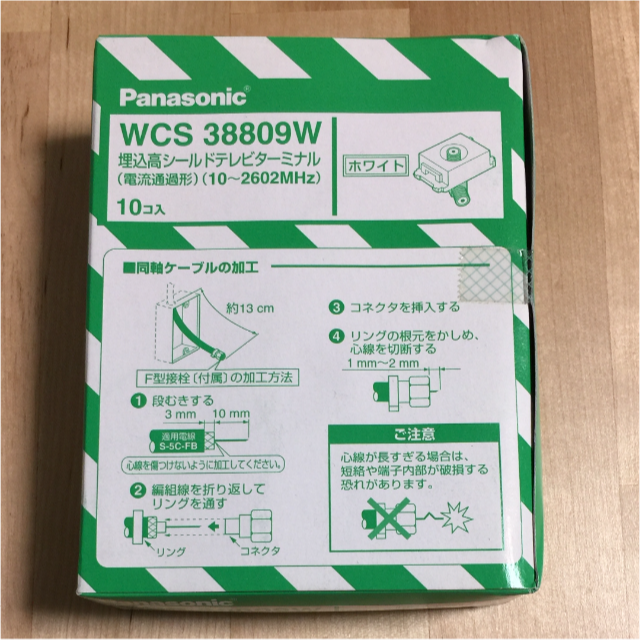 Panasonic®
WCS 38809W
埋込高シールドテレビターミナル
(電流通過形)(10～2602MHz)
10コ入
ホワイト
■同軸ケーブルの加工
約13 cm
F型接栓〔付属〕の加工方法
1 段むきする
3 mm 10 mm
適用電線
S-5C-FB
心線を傷つけないように加工してください。
2 編組線を折り返して
リングを通す
リング コネクタ
3 コネクタを挿入する
4 リングの根元をかしめ、
心線を切断する
1 mm～2 mm
ご注意
心線が長すぎる場合は、
短絡や端子内部が破損する
恐れがあります。
Panasonic